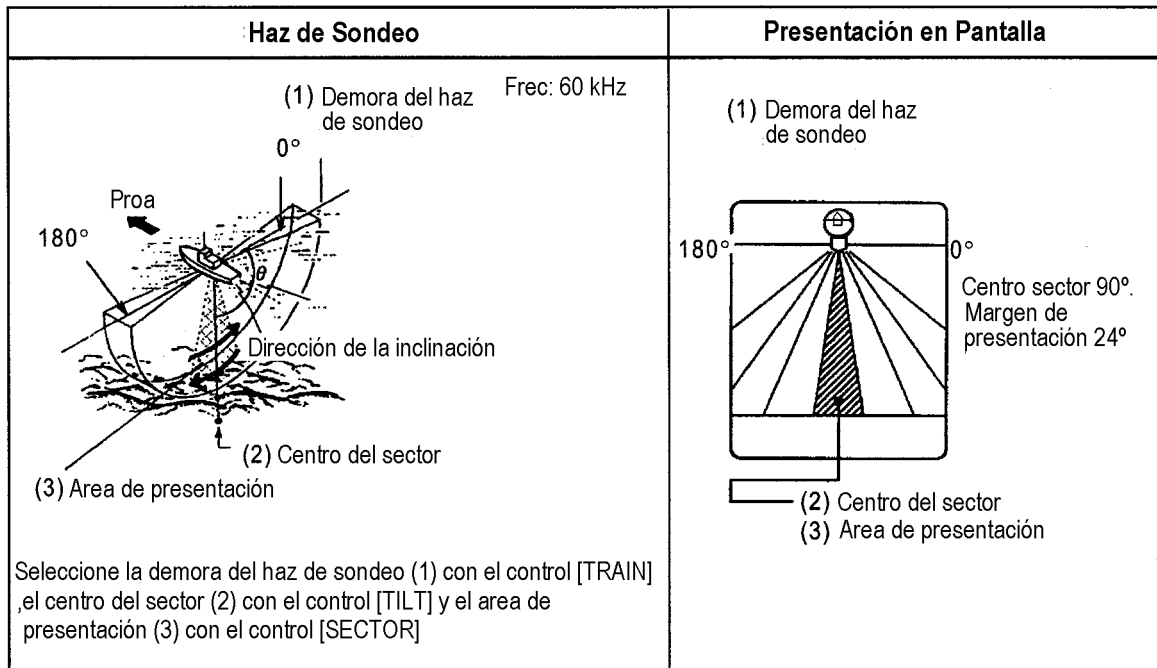 Haz de Sondeo
Presentación en Pantalla
(1) Demora del haz
de sondeo
Frec: 60 kHz
0°
Proa
180°
θ
Dirección de la inclinación
(2) Centro del sector
(3) Area de presentación
Seleccione la demora del haz de sondeo (1) con el control [TRAIN]
,el centro del sector (2) con el control [TILT] y el area de
presentación (3) con el control [SECTOR]
(1) Demora del haz
de sondeo
180°
0°
Centro sector 90º.
Margen de
presentación 24º
(2) Centro del sector
(3) Area de presentación